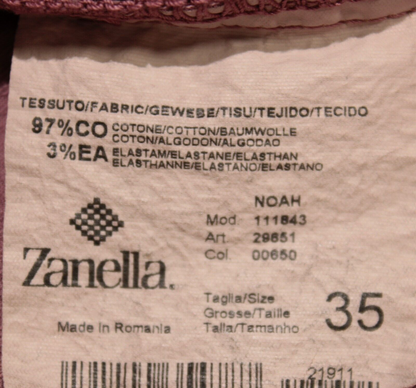 TESSUTO/FABRIC/GEWEBE/TISU/TEJIDO/TECIDO
97%CO COTONE/COTTON/BAUMWOLLE
COTON/ALGODON/ALGODAO
3%EA ELASTAM/ELASTANE/ELASTHAN
ELASTHANNE/ELASTANO/ELASTANO
NOAH
Mod 111643
Art 29651
Col 00650
Zanella.
Taglia/Size
Grosse/Taille
Talla/Tamanho
35
Made in Romania
21911